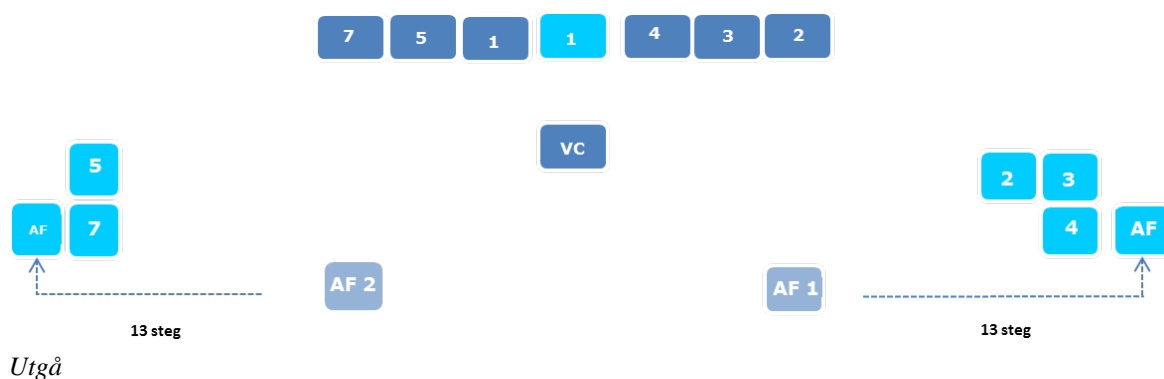 7 5 1 1 4 3 2
VC
5
2 3
AF 7
4 AF
AF 2
AF 1
13 steg
13 steg
Utgå